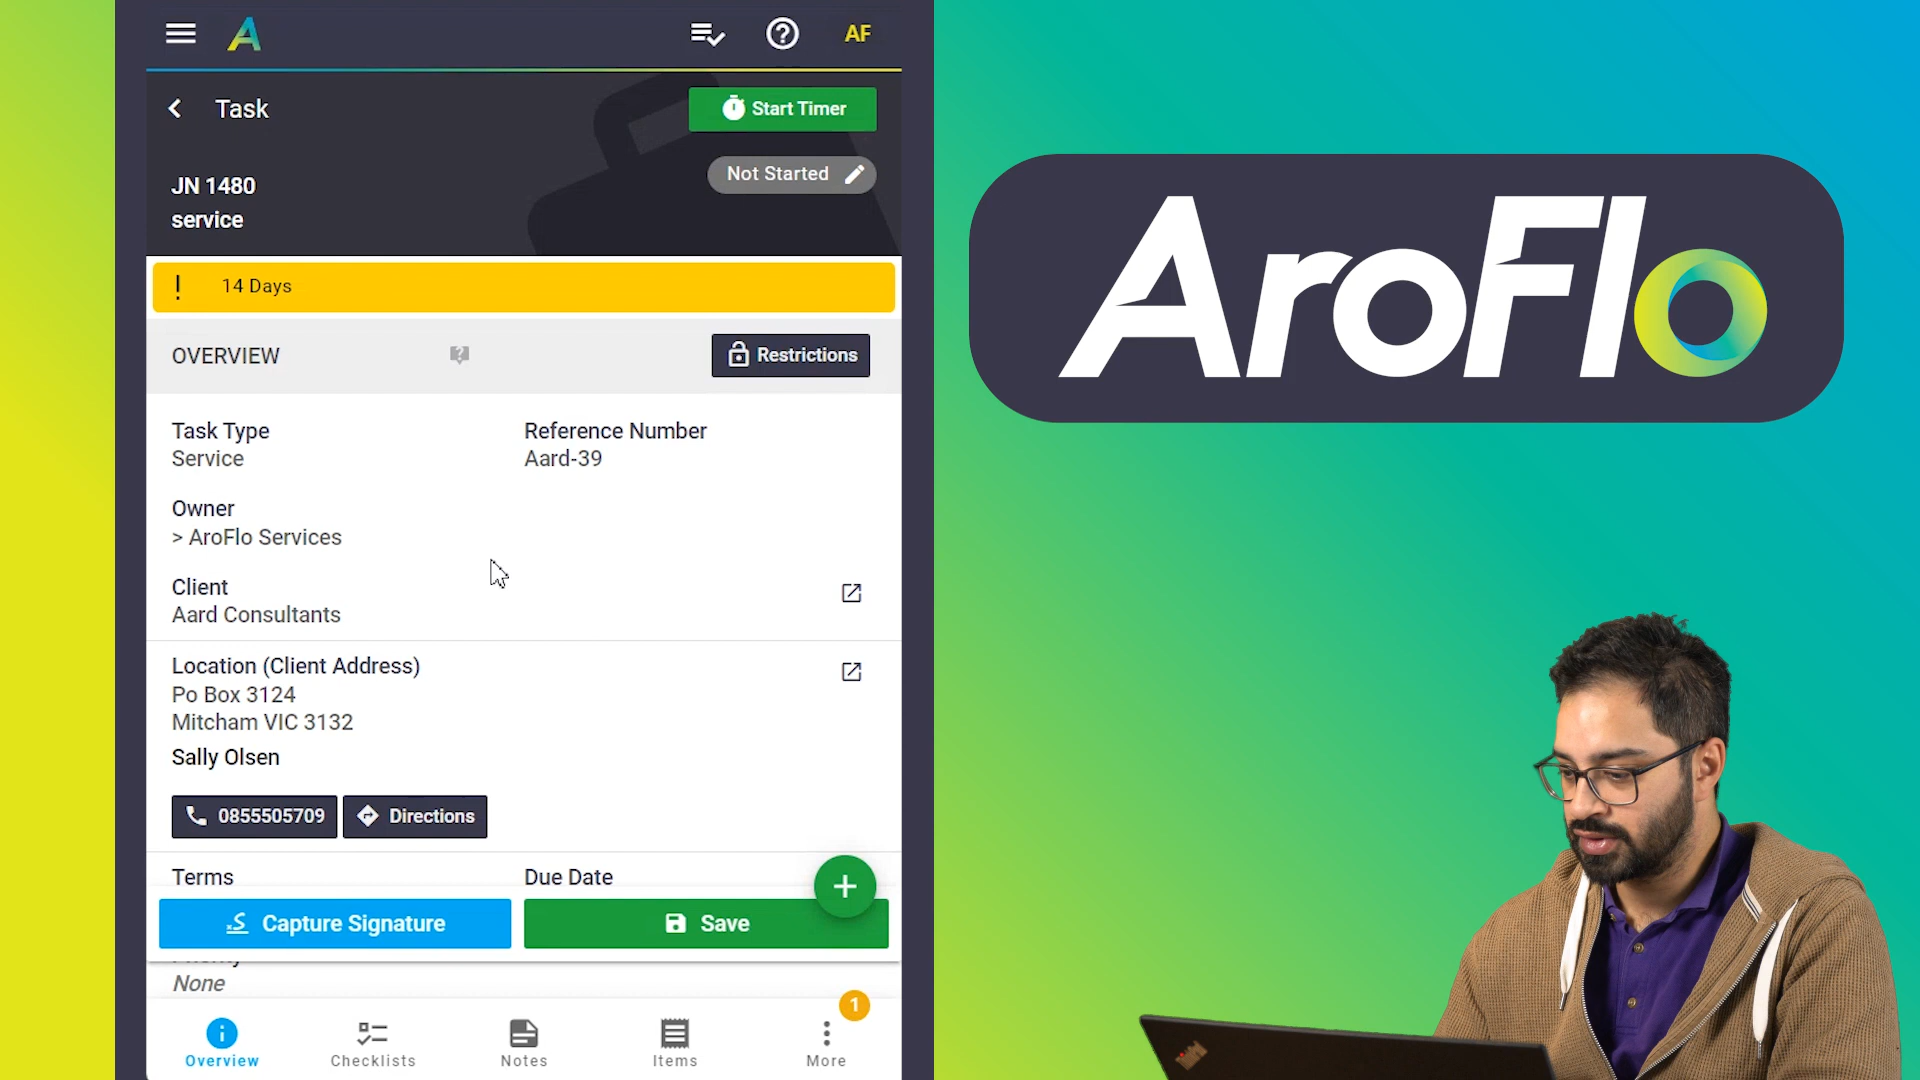 AF
Task
Start Timer
Not Started
JN 1480
service
14 Days
OVERVIEW
Restrictions
Task Type
Service
Reference Number
Aard-39
Owner
> AroFlo Services
Client
Aard Consultants
Location (Client Address)
Po Box 3124
Mitcham VIC 3132
Sally Olsen
0855505709
Directions
Terms
Due Date
Capture Signature
Save
None
1
Overview
Checklists
Notes
Items
More
AroFlo
ThinkPad